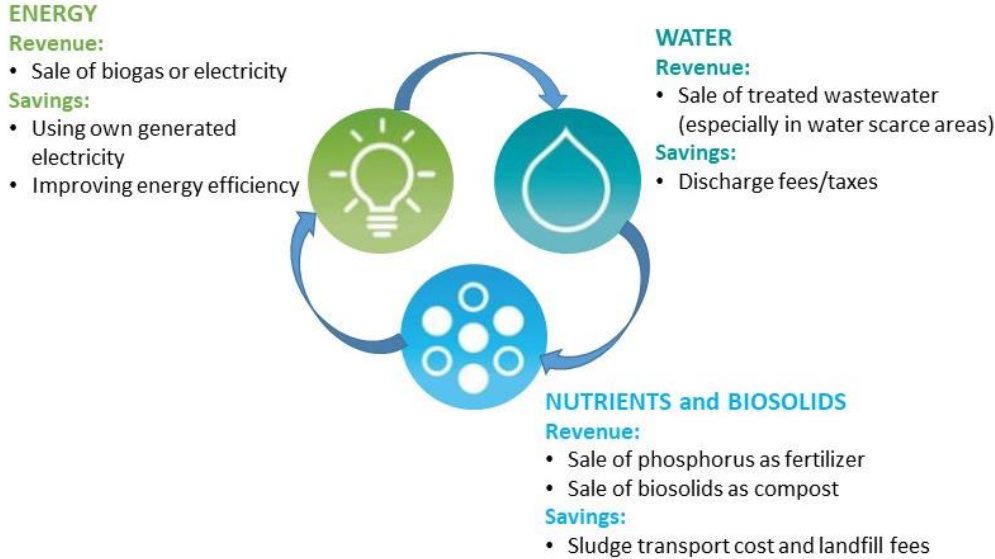 ENERGY
Revenue:
• Sale of biogas or electricity
Savings:
• Using own generated
electricity
• Improving energy efficiency
WATER
Revenue:
• Sale of treated wastewater
(especially in water scarce areas)
Savings:
• Discharge fees/taxes
NUTRIENTS and BIOSOLIDS
Revenue:
• Sale of phosphorus as fertilizer
• Sale of biosolids as compost
Savings:
• Sludge transport cost and landfill fees